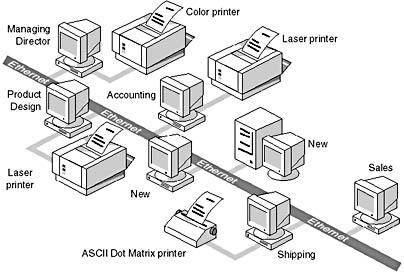 Color printer
Managing
Director
Laser printer
Ethernet
Product
Design
Accounting
Ethernet
New
Laser
printer
New
Ethernet
Sales
ASCII Dot Matrix printer
Shipping
Ethernet